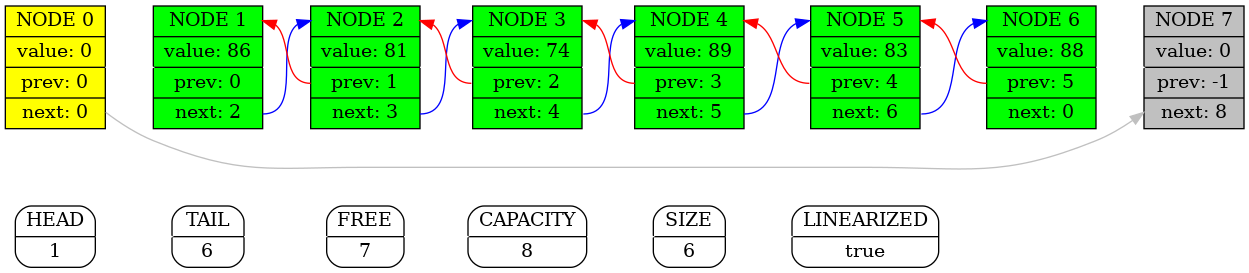 NODE 0
value: 0
prev: 0
next: 0
NODE 1
value: 86
prev: 0
next: 2
NODE 2
value: 81
prev: 1
next: 3
NODE 3
value: 74
prev: 2
next: 4
NODE 4
value: 89
prev: 3
next: 5
NODE 5
value: 83
prev: 4
next: 6
NODE 6
value: 88
prev: 5
next: 0
NODE 7
value: 0
prev: -1
next: 8
HEAD
1
TAIL
6
FREE
7
CAPACITY
8
SIZE
6
LINEARIZED
true